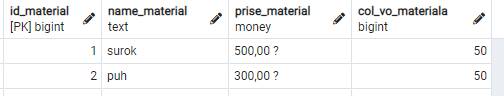 id_material name_material prise_material col_vo_materiala
[PK] bigint text money bigint
1 surok 500,00 ? 50
2 puh 300,00 ? 50